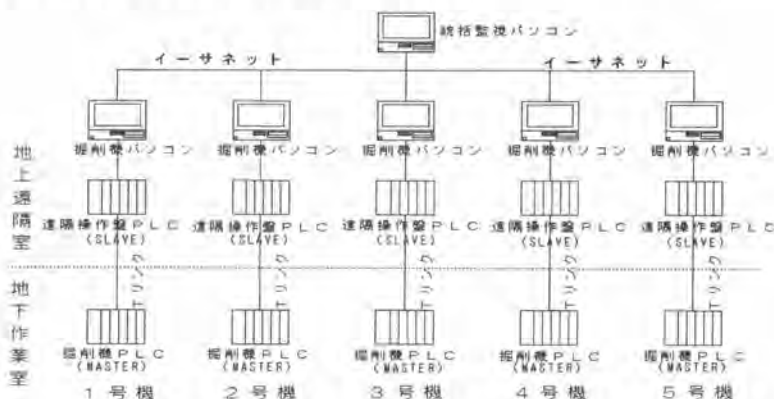 統括監視パソコン
イーサネット イーサネット
掘削機パソコン 掘削機パソコン 掘削機パソコン 掘削機パソコン 掘削機パソコン
地上遠隔室
遠隔操作盤PLC 遠隔操作盤PLC 遠隔操作盤PLC 遠隔操作盤PLC 遠隔操作盤PLC
(SLAVE) (SLAVE) (SLAVE) (SLAVE) (SLAVE)
Tリンク Tリンク Tリンク Tリンク Tリンク
地下作業室
掘削機PLC 掘削機PLC 掘削機PLC 掘削機PLC 掘削機PLC
(MASTER) (MASTER) (MASTER) (MASTER) (MASTER)
1号機 2号機 3号機 4号機 5号機